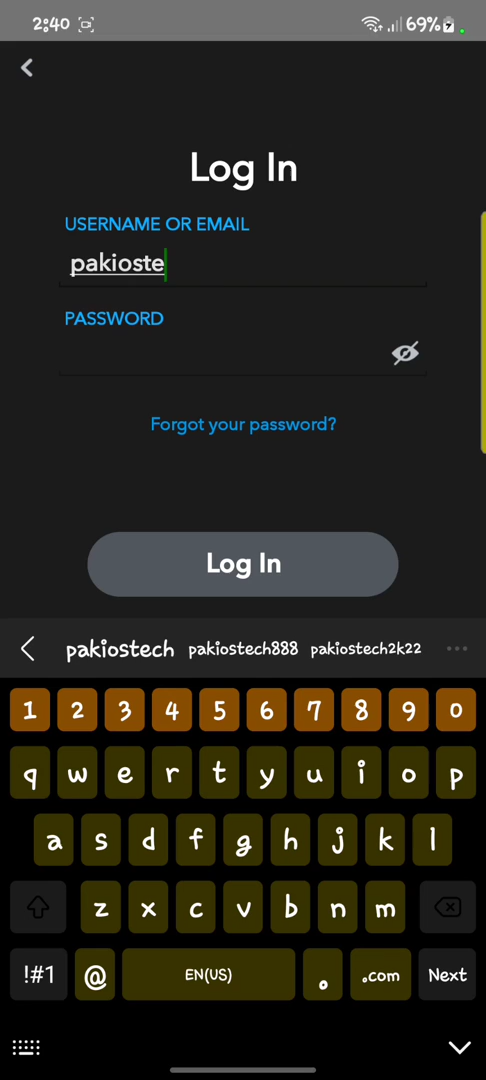 2:40 69%
Log In
USERNAME OR EMAIL
pakioste
PASSWORD
Forgot your password?
Log In
pakiostech pakiostech888 pakiostech2k22
1 2 3 4 5 6 7 8 9 0
q w e r t y u i o p
a s d f g h j k l
z x c v b n m
!#1 @ EN(US) . .com Next